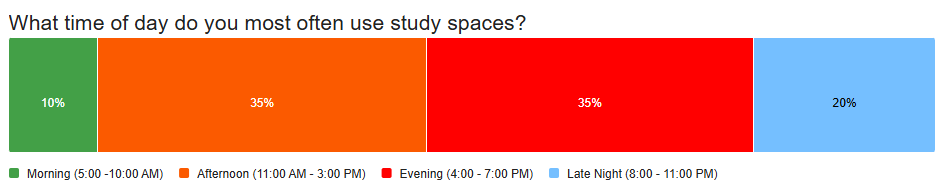 What time of day do you most often use study spaces?
10% 35% 35% 20%
Morning (5:00 -10:00 AM) Afternoon (11:00 AM - 3:00 PM) Evening (4:00 - 7:00 PM) Late Night (8:00 - 11:00 PM)